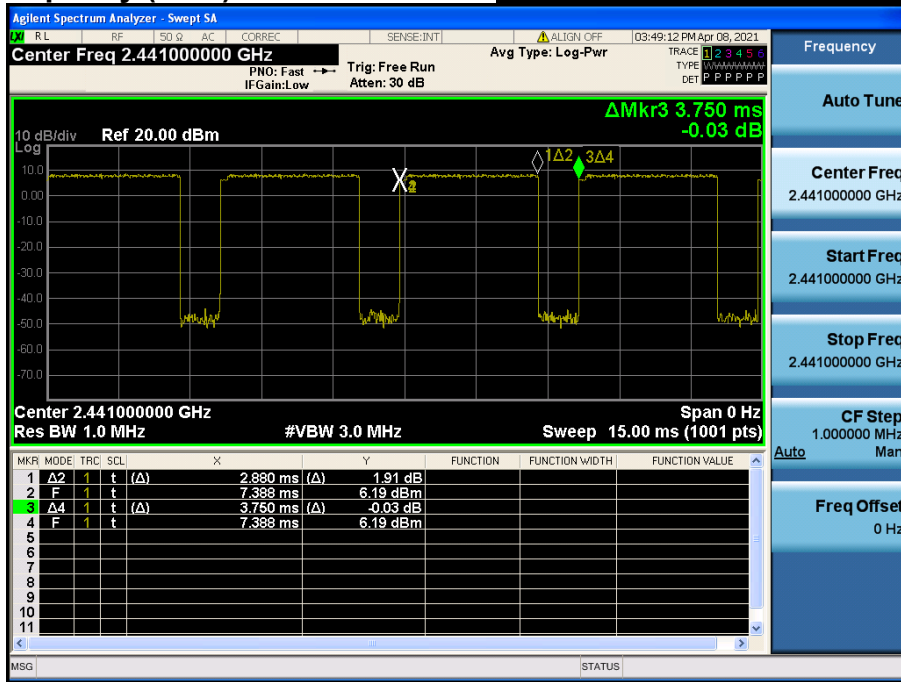 Agilent Spectrum Analyzer - Swept SA
LXI RL RF 50 Ω AC CORREC SENSE:INT ALIGN OFF 03:49:12 PM Apr 08, 2021
Center Freq 2.441000000 GHz
PNO: Fast
IFGain:Low
Trig: Free Run
Atten: 30 dB
Avg Type: Log-Pwr
TRACE 1 2 3 4 5 6
TYPE
DET P P P P P P
ΔMkr3 3.750 ms
-0.03 dB
10 dB/div Ref 20.00 dBm
Log
10.0
0.00
-10.0
-20.0
-30.0
-40.0
-50.0
-60.0
-70.0
1Δ2 3Δ4
Center 2.441000000 GHz Span 0 Hz
Res BW 1.0 MHz #VBW 3.0 MHz Sweep 15.00 ms (1001 pts)
MKR MODE TRC SCL X Y FUNCTION FUNCTION WIDTH FUNCTION VALUE
1 Δ2 1 t (Δ) 2.880 ms (Δ) 1.91 dB
2 F 1 t 7.388 ms 6.19 dBm
3 Δ4 1 t (Δ) 3.750 ms (Δ) -0.03 dB
4 F 1 t 7.388 ms 6.19 dBm
5
6
7
8
9
10
11
MSG STATUS
Frequency
Auto Tune
Center Freq
2.441000000 GHz
Start Freq
2.441000000 GHz
Stop Freq
2.441000000 GHz
CF Step
1.000000 MHz
Auto Man
Freq Offset
0 Hz